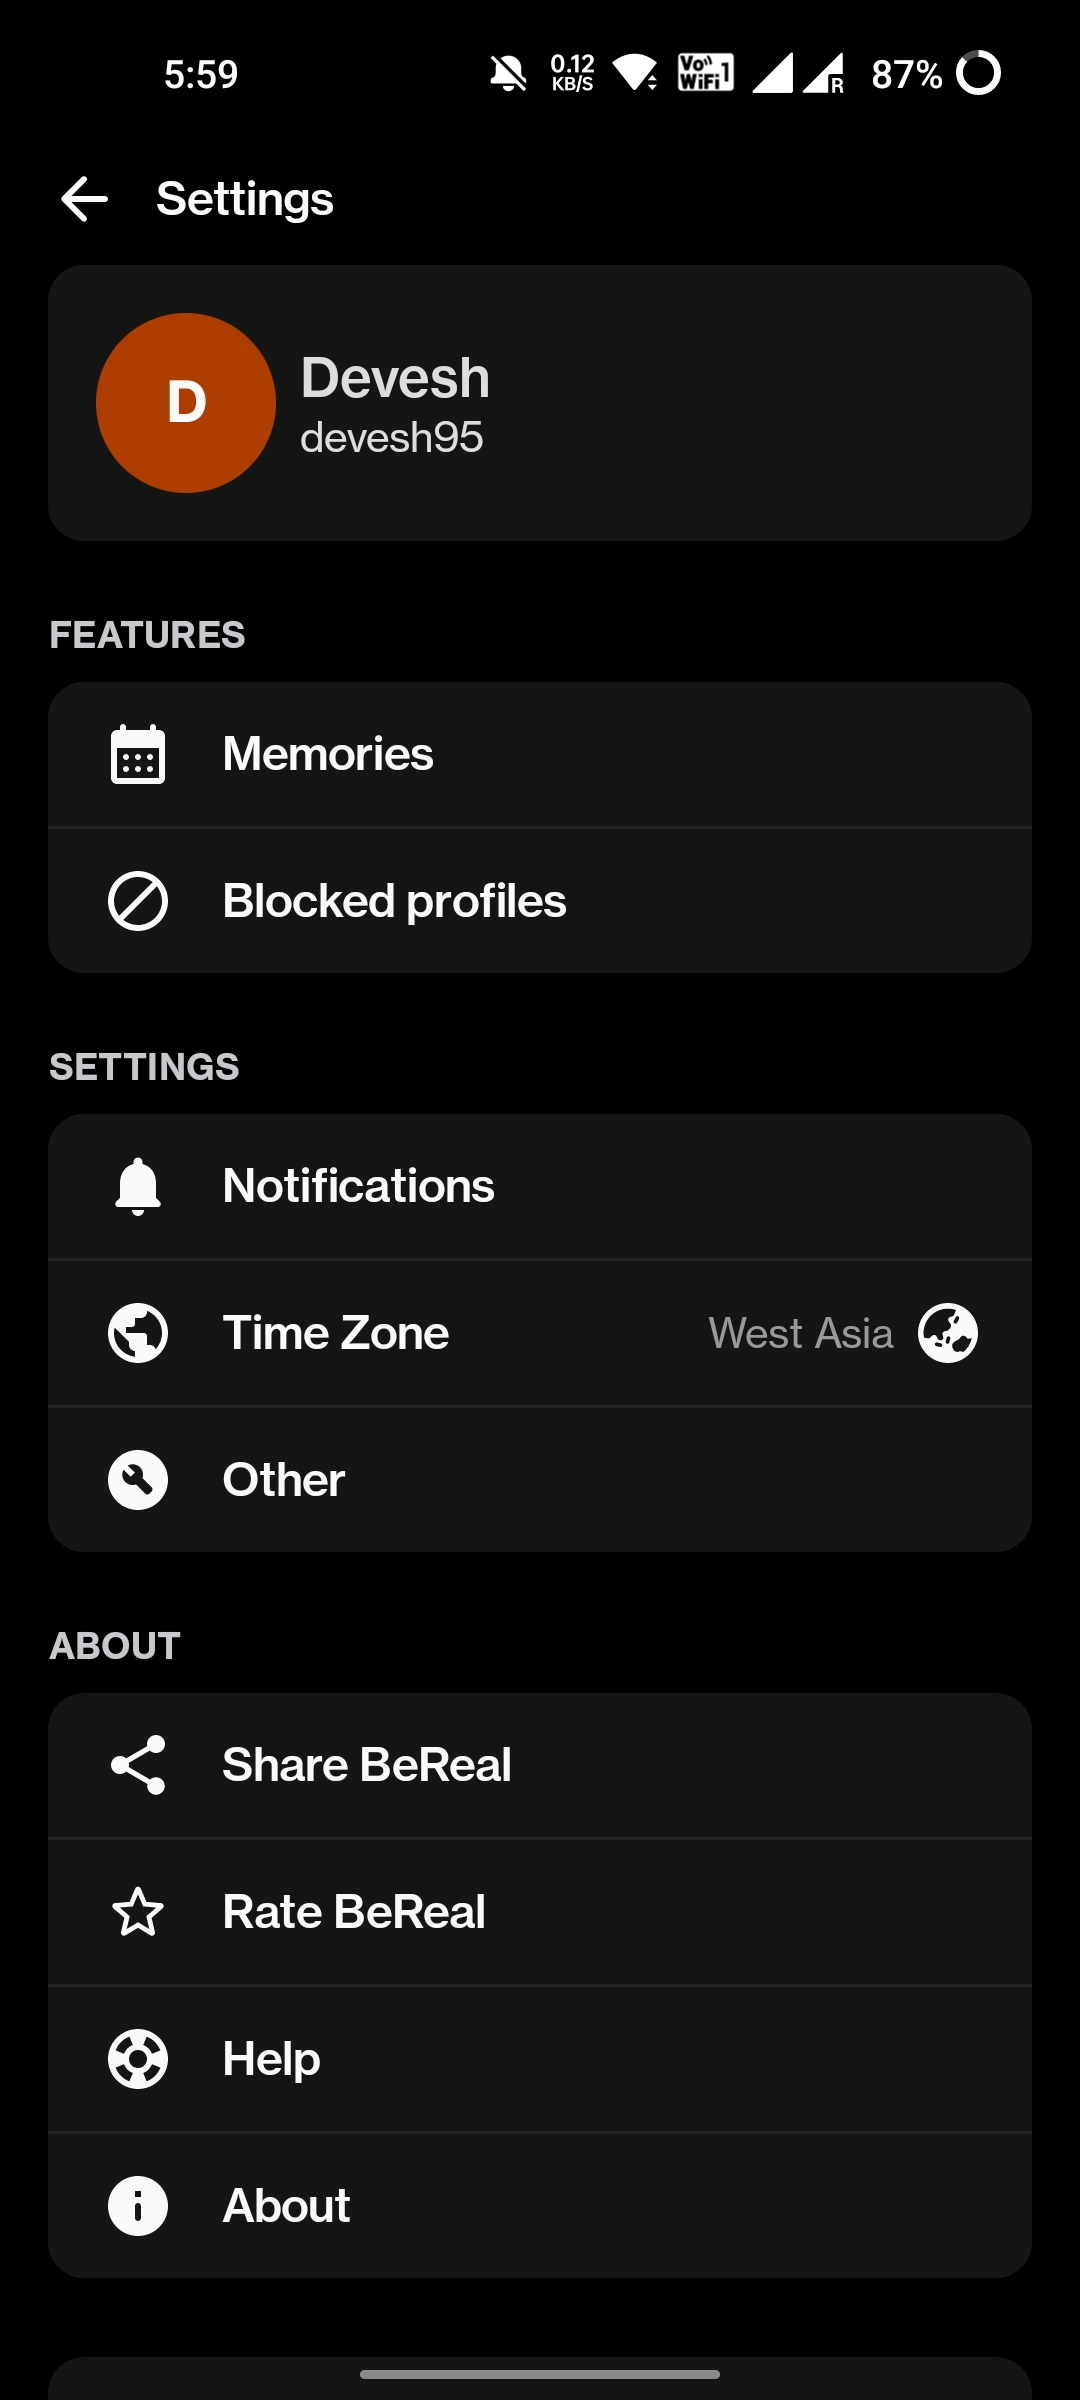 5:59
0.12
KB/S
Vo
WiFi 1
R
87%
Settings
D
Devesh
devesh95
FEATURES
Memories
Blocked profiles
SETTINGS
Notifications
Time Zone
West Asia
Other
ABOUT
Share BeReal
Rate BeReal
Help
About